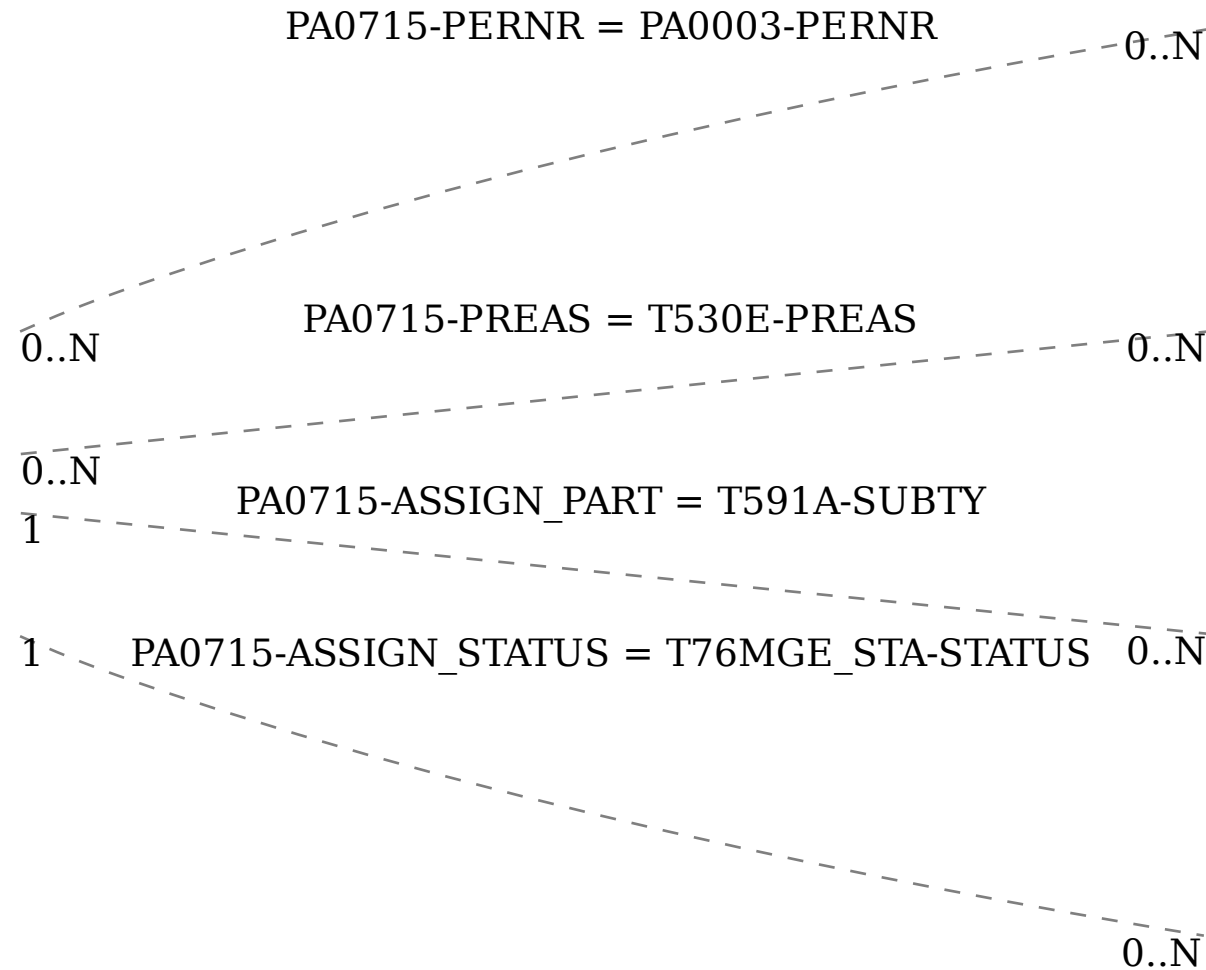 PA0715-PERNR = PA0003-PERNR
0..N
0..N
PA0715-PREAS = T530E-PREAS
0..N
0..N
PA0715-ASSIGN_PART = T591A-SUBTY
1
0..N
1
PA0715-ASSIGN_STATUS = T76MGE_STA-STATUS
0..N